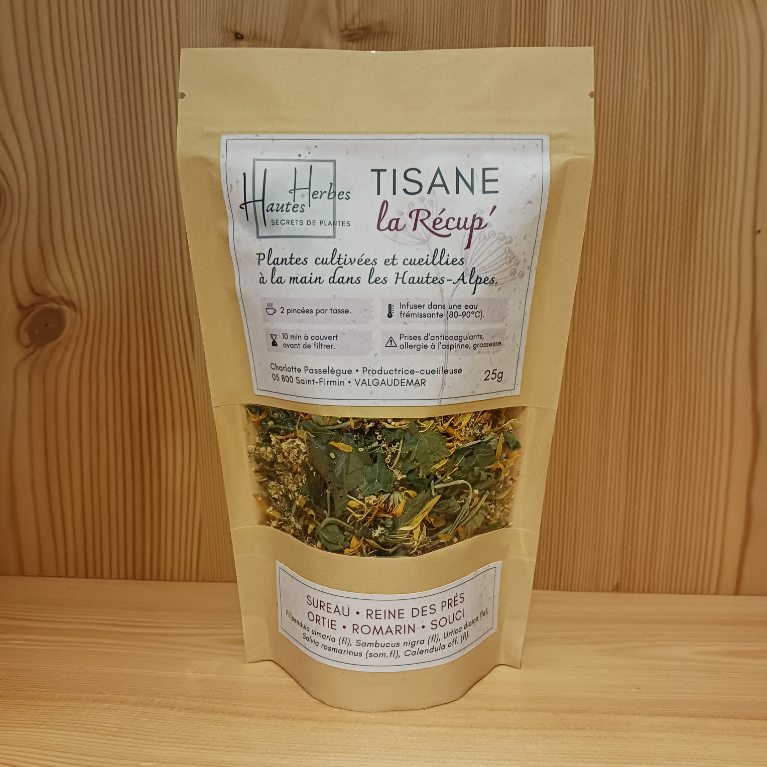 Hautes Herbes
SECRETS DE PLANTES
TISANE
la Récup'
Plantes cultivées et cueillies
à la main dans les Hautes-Alpes.
2 pincées par tasse.
Infuser dans une eau
frémissante (80-90°C).
10 min à couvert
avant de filtrer.
Prises d'anticoagulants,
allergie à l'aspirine, grossesse.
Charlotte Passelègue • Productrice-cueilleuse
05 800 Saint-Firmin • VALGAUDEMAR
25g
SUREAU • REINE DES PRÉS
ORTIE • ROMARIN • SOUCI
Filipendula ulmaria (fl), Sambucus nigra (fl), Urtica dioica (fe),
Salvia rosmarinus (som.fl), Calendula off. (fl).